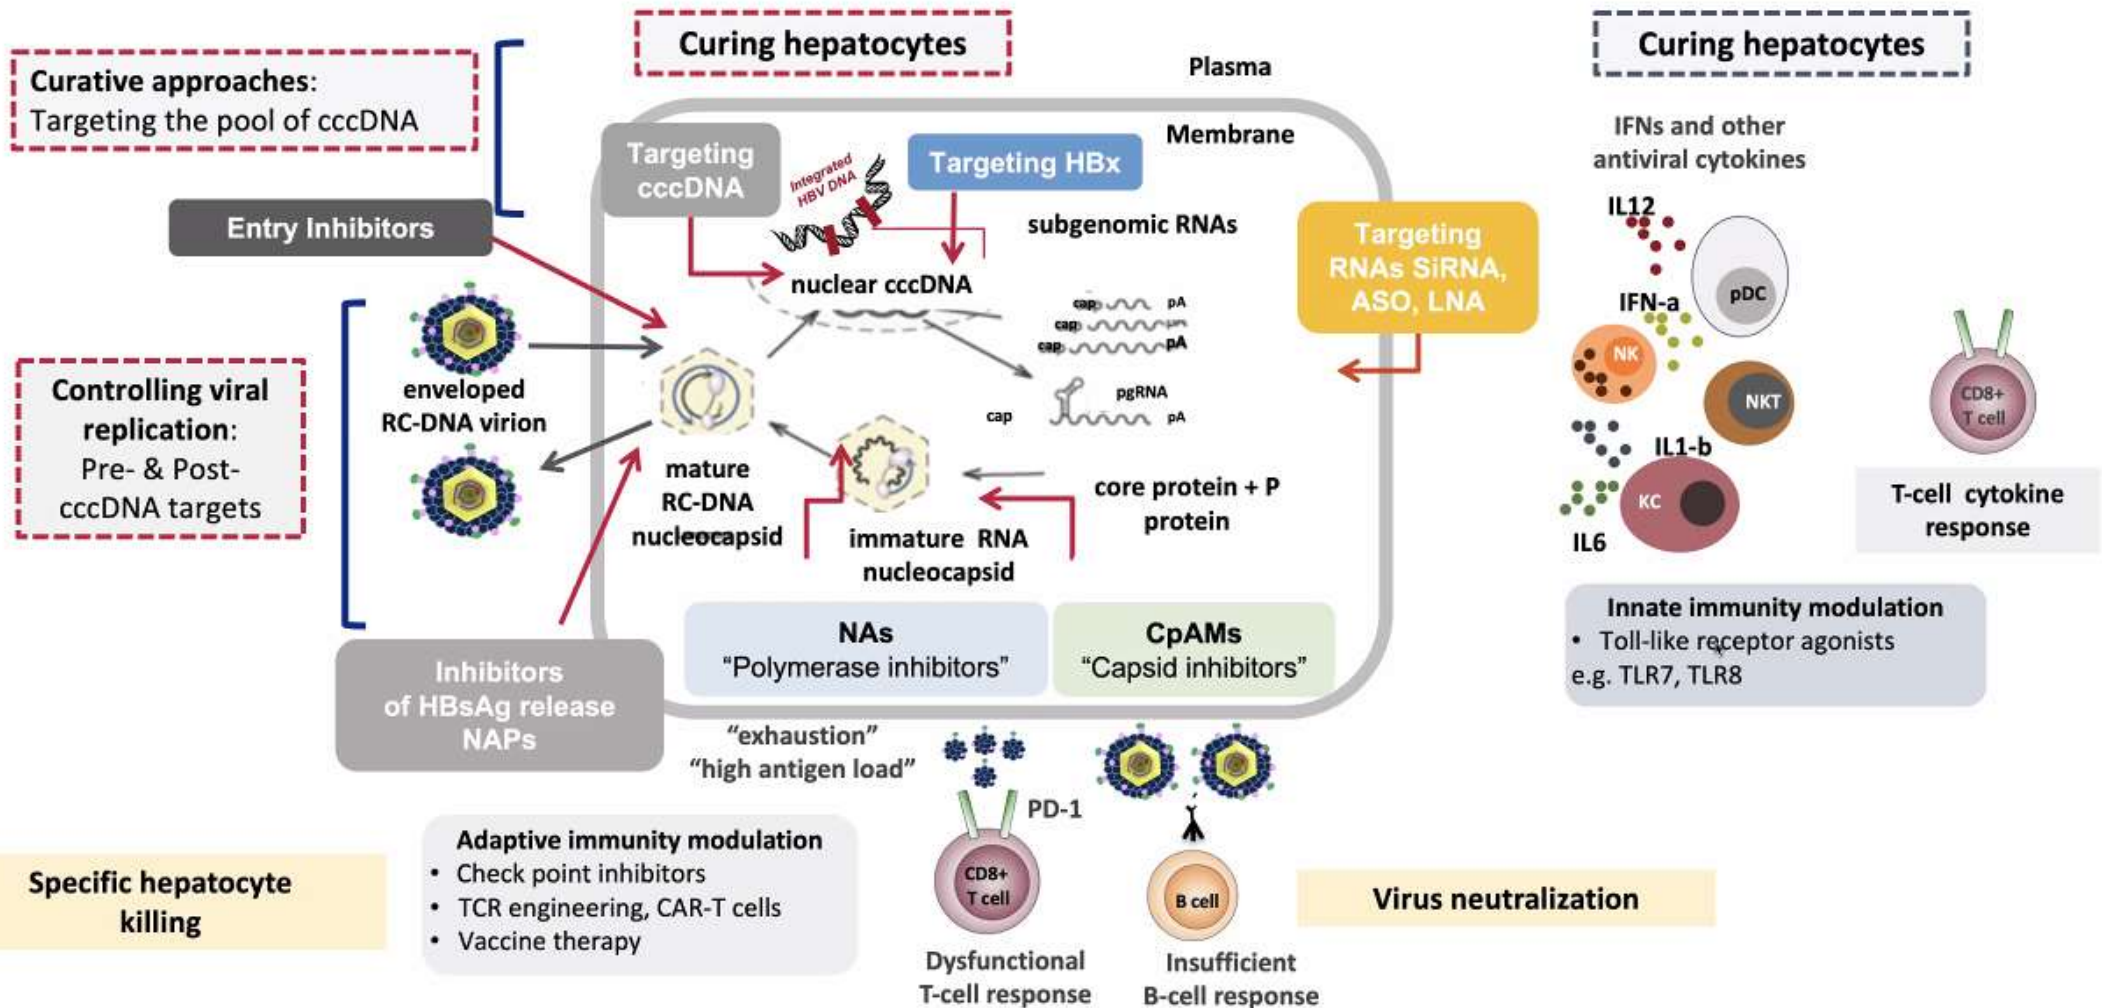 Curing hepatocytes
Curing hepatocytes
Curative approaches:
Targeting the pool of cccDNA
Plasma
Membrane
Targeting
cccDNA
Integrated
HBV DNA
Targeting HBx
Entry Inhibitors
subgenomic RNAs
nuclear cccDNA
Targeting
RNAs SiRNA,
ASO, LNA
cap pA
cap
cap pA
pgRNA
cap pA
enveloped
RC-DNA virion
Controlling viral
replication:
Pre- & Post-
cccDNA targets
mature
RC-DNA
nucleocapsid
immature RNA
nucleocapsid
core protein + P
protein
NAs
“Polymerase inhibitors”
CpAMs
“Capsid inhibitors”
Inhibitors
of HBsAg release
NAPs
IFNs and other
antiviral cytokines
IL12
pDC
IFN-a
NK
NKT
IL1-b
KC
IL6
CD8+
T cell
T-cell cytokine
response
Innate immunity modulation
• Toll-like receptor agonists
e.g. TLR7, TLR8
“exhaustion”
“high antigen load”
PD-1
CD8+
T cell
B cell
Dysfunctional
T-cell response
Insufficient
B-cell response
Adaptive immunity modulation
• Check point inhibitors
• TCR engineering, CAR-T cells
• Vaccine therapy
Specific hepatocyte
killing
Virus neutralization